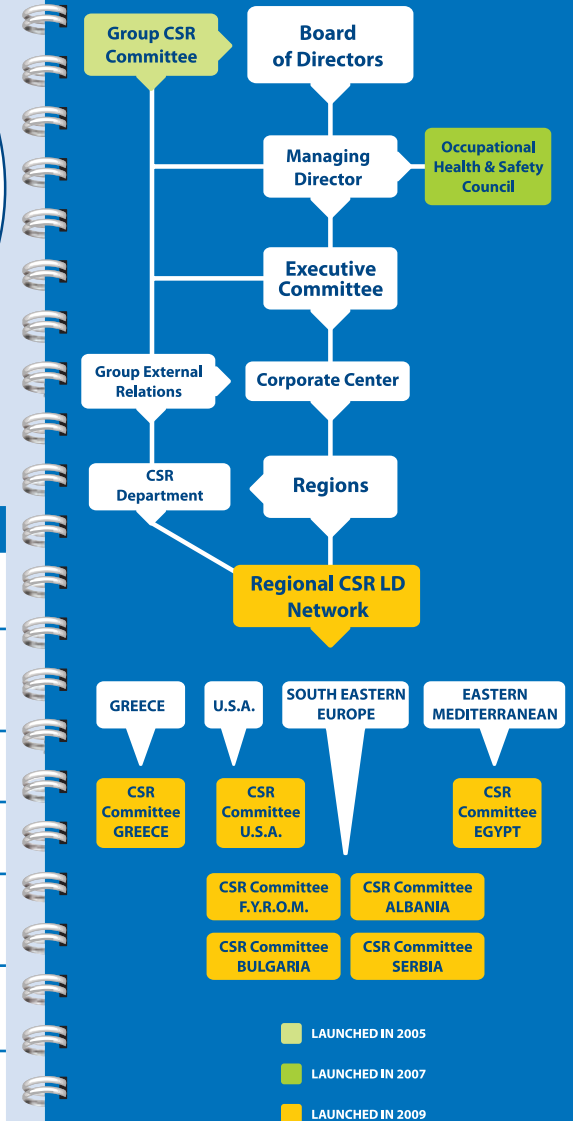 Group CSR
Committee
Board
of Directors
Managing
Director
Occupational
Health & Safety
Council
Executive
Committee
Group External
Relations
Corporate Center
CSR
Department
Regions
Regional CSR LD
Network
GREECE
U.S.A.
SOUTH EASTERN
EUROPE
EASTERN
MEDITERRANEAN
CSR
Committee
GREECE
CSR
Committee
U.S.A.
CSR
Committee
EGYPT
CSR Committee
F.Y.R.O.M.
CSR Committee
ALBANIA
CSR Committee
BULGARIA
CSR Committee
SERBIA
LAUNCHED IN 2005
LAUNCHED IN 2007
LAUNCHED IN 2009